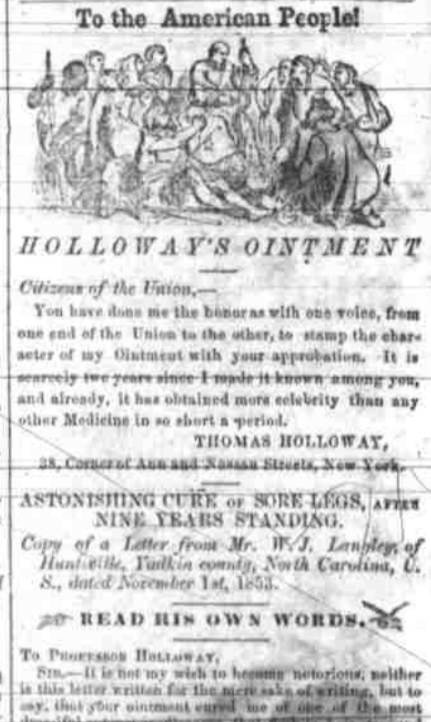 To the American People!
HOLLOWAY'S OINTMENT
Citizens of the Union,—
You have done me the honor as with one voice, from
one end of the Union to the other, to stamp the char-
acter of my Ointment with your approbation. It is
scarcely two years since I made it known among you,
and already, it has obtained more celebrity than any
other Medicine in so short a period.
THOMAS HOLLOWAY,
38, Corner of Ann and Nassau Streets, New York.
ASTONISHING CURE OF SORE LEGS, AFTER
NINE YEARS STANDING.
Copy of a Letter from Mr. W. J. Langley, of
Huntsville, Yadkin county, North Carolina, U.
S., dated November 1st, 1853.
READ HIS OWN WORDS.
To PROFESSOR HOLLOWAY,
SIR,—It is not my wish to become notorious, neither
is this letter written for the mere sake of writing, but to
say, that your ointment cured me of one of the most